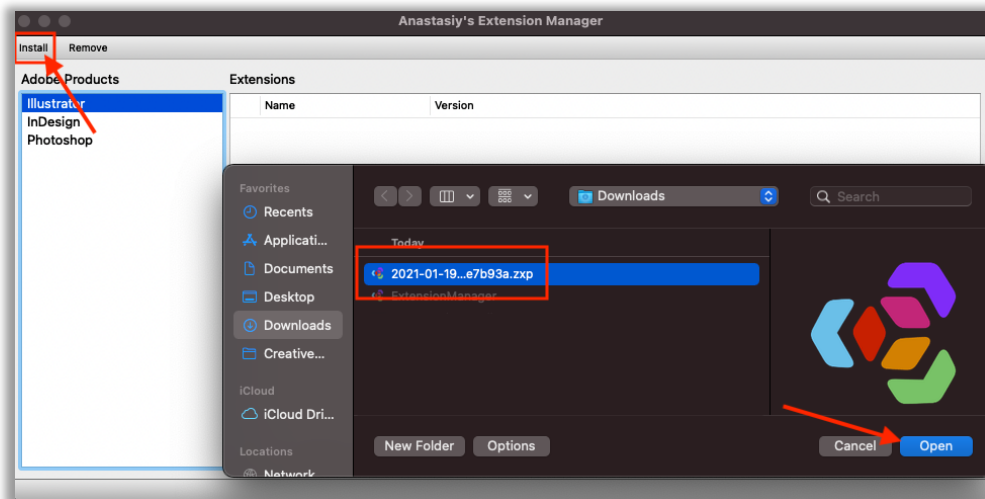 Anastasiy's Extension Manager
Install Remove
Adobe Products Extensions
Name Version
Illustrator
InDesign
Photoshop
Favorites
Recents
Applicati...
Documents
Desktop
Downloads
Creative...
iCloud
iCloud Dri...
Locations
Network
Downloads Search
Today
2021-01-19...e7b93a.zxp
ExtensionManager
New Folder Options Cancel Open